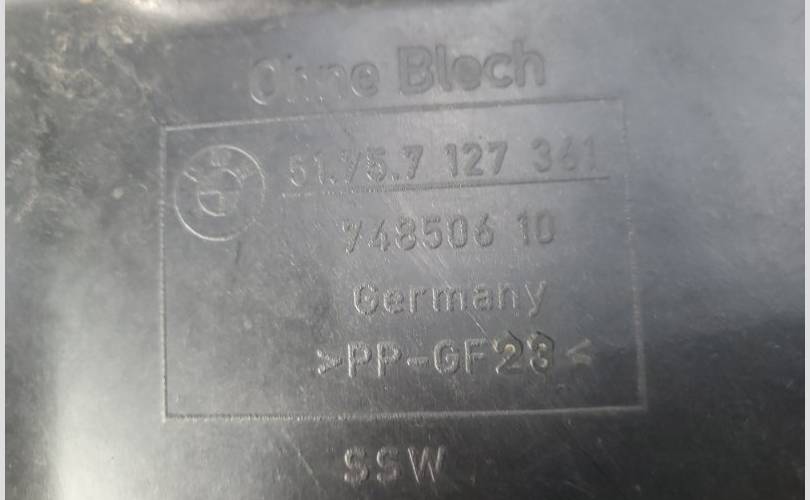 Ohne Blech
51.75.7 127 361
748506 10
Germany
>PP-GF23<
SSW